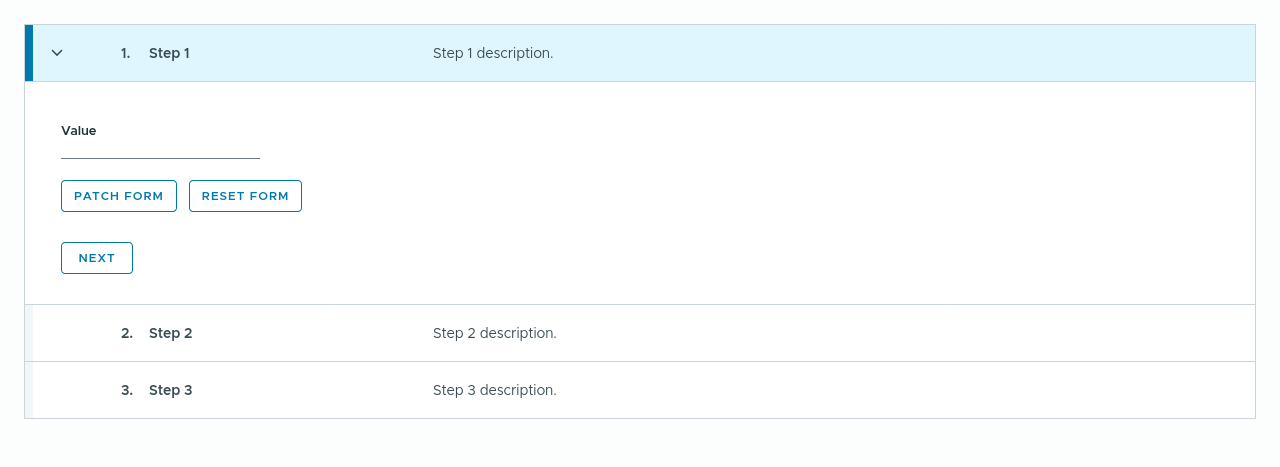 1. Step 1 Step 1 description.
Value
PATCH FORM RESET FORM
NEXT
2. Step 2 Step 2 description.
3. Step 3 Step 3 description.